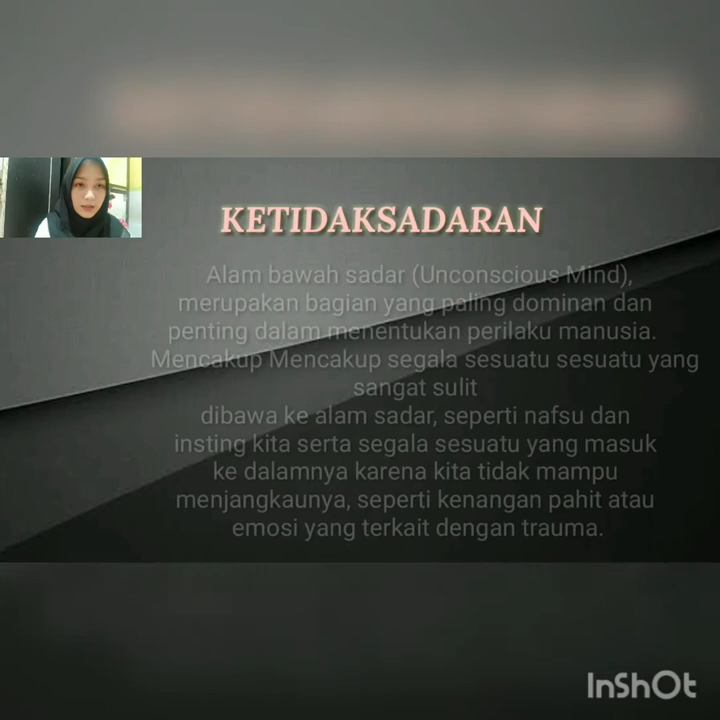 KETIDAKSADARAN
Alam bawah sadar (Unconscious Mind),
merupakan bagian yang paling dominan dan
penting dalam menentukan perilaku manusia.
Mencakup Mencakup segala sesuatu sesuatu yang
sangat sulit
dibawa ke alam sadar, seperti nafsu dan
insting kita serta segala sesuatu yang masuk
ke dalamnya karena kita tidak mampu
menjangkaunya, seperti kenangan pahit atau
emosi yang terkait dengan trauma.
InShOt